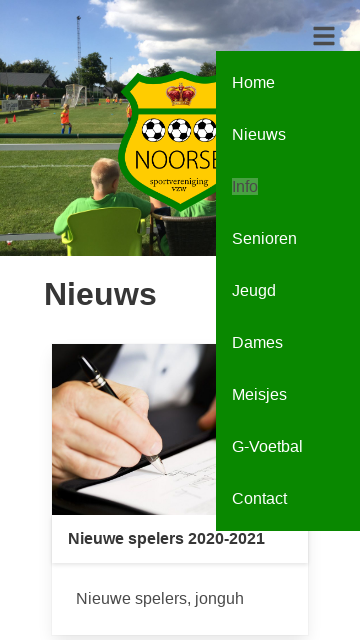 NOORSE
sportvereniging
vzw
Home
Nieuws
Info
Senioren
Jeugd
Dames
Meisjes
G-Voetbal
Contact
Nieuws
Nieuwe spelers 2020-2021
Nieuwe spelers, jonguh